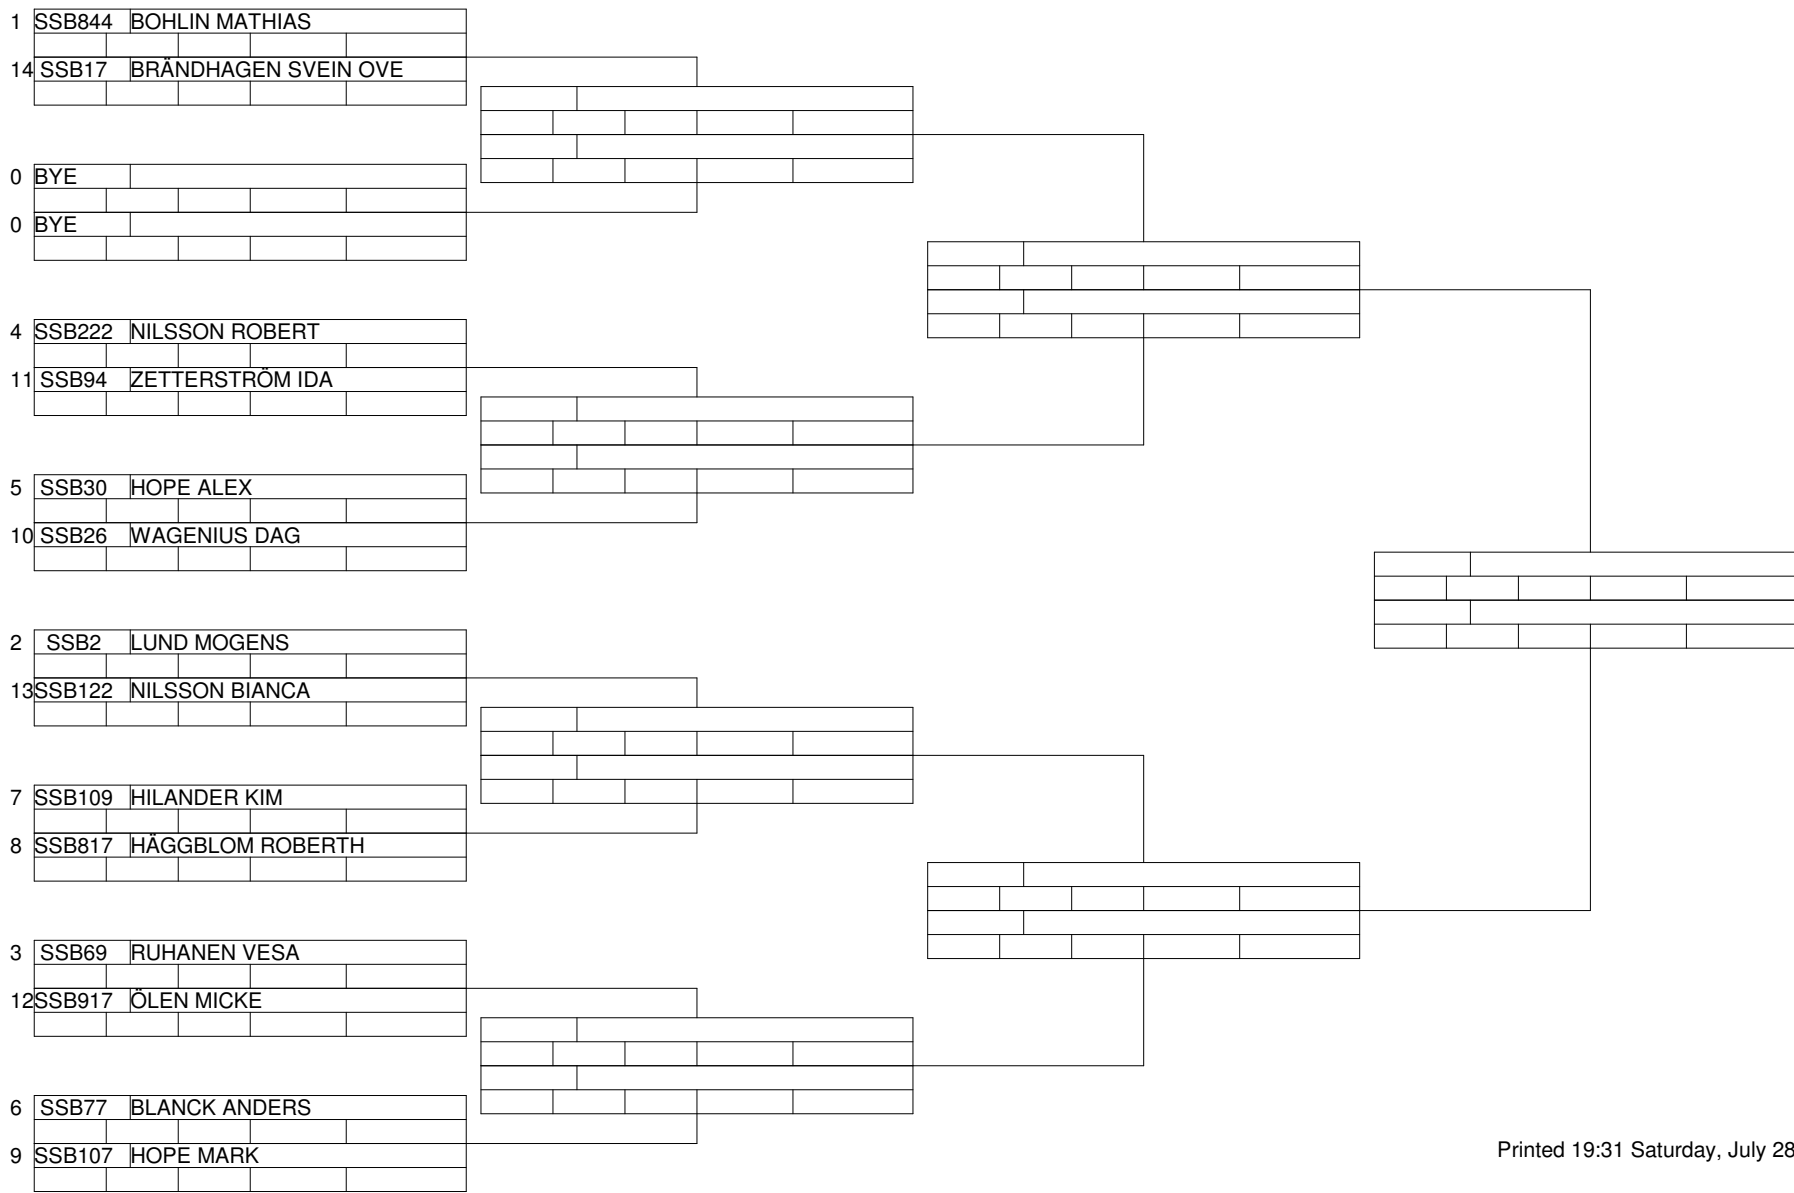 1 SSB844 BOHLIN MATHIAS
14 SSB17 BRÄNDHAGEN SVEIN OVE
0 BYE
0 BYE
4 SSB222 NILSSON ROBERT
11 SSB94 ZETTERSTRÖM IDA
5 SSB30 HOPE ALEX
10 SSB26 WAGENIUS DAG
2 SSB2 LUND MOGENS
13 SSB122 NILSSON BIANCA
7 SSB109 HILANDER KIM
8 SSB817 HÄGGBLOM ROBERTH
3 SSB69 RUHANEN VESA
12 SSB917 ÖLEN MICKE
6 SSB77 BLANCK ANDERS
9 SSB107 HOPE MARK
Printed 19:31 Saturday, July 28